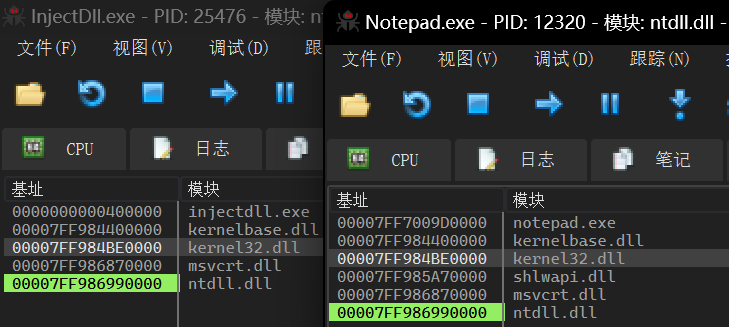 InjectDll.exe - PID: 25476 - 模块: ntdll.dll
文件(F) 视图(V) 调试(D) 跟
CPU 日志
基址 模块
0000000000400000 injectdll.exe
00007FF984400000 kernelbase.dll
00007FF984BE0000 kernel32.dll
00007FF986870000 msvcrt.dll
00007FF986990000 ntdll.dll
Notepad.exe - PID: 12320 - 模块: ntdll.dll -
文件(F) 视图(V) 调试(D) 跟踪(N)
CPU 日志 笔记
基址 模块
00007FF7009D0000 notepad.exe
00007FF984400000 kernelbase.dll
00007FF984BE0000 kernel32.dll
00007FF985A70000 shlwapi.dll
00007FF986870000 msvcrt.dll
00007FF986990000 ntdll.dll